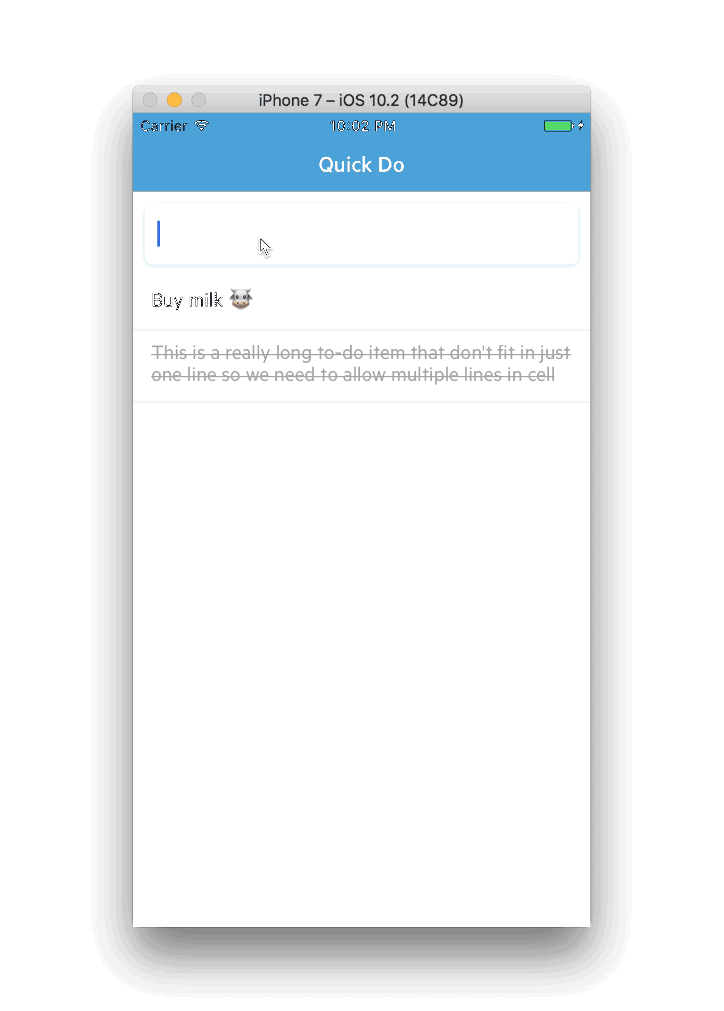 iPhone 7 – iOS 10.2 (14C89)
Carrier 10:02 PM
Quick Do
Buy milk 🐮
This is a really long to-do item that don't fit in just
one line so we need to allow multiple lines in cell